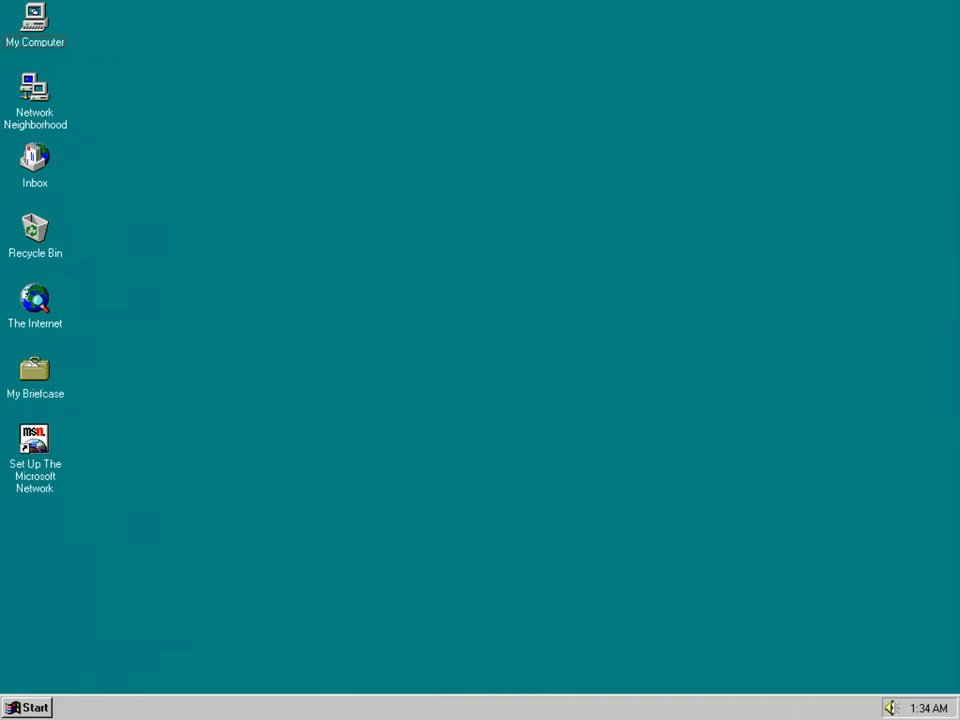 My Computer
Network
Neighborhood
Inbox
Recycle Bin
The Internet
My Briefcase
msn.
Set Up The
Microsoft
Network
Start
1:34 AM